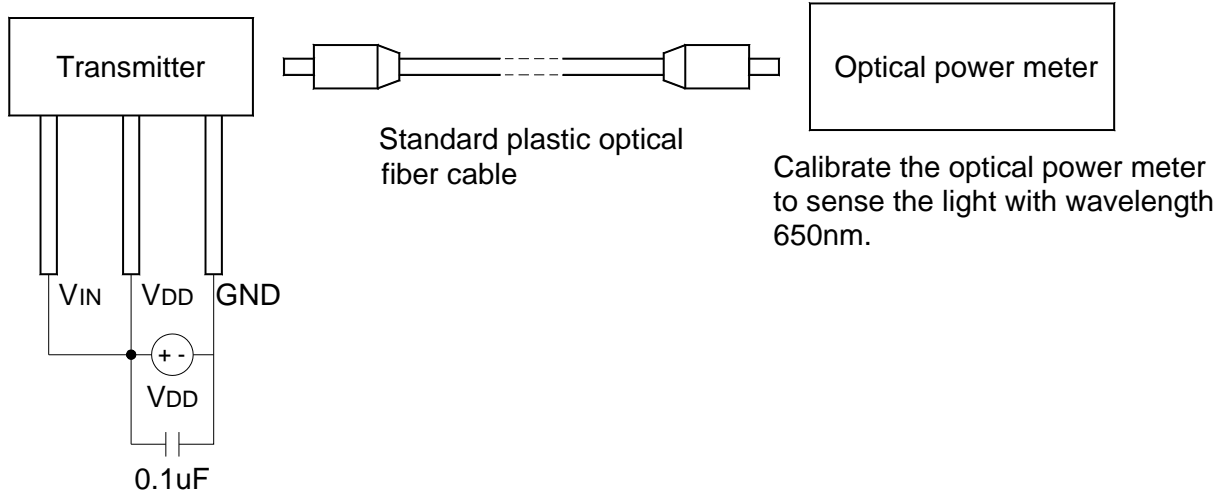 Transmitter
Optical power meter
Standard plastic optical
fiber cable
Calibrate the optical power meter
to sense the light with wavelength
650nm.
VIN
VDD
GND
+ -
VDD
0.1uF